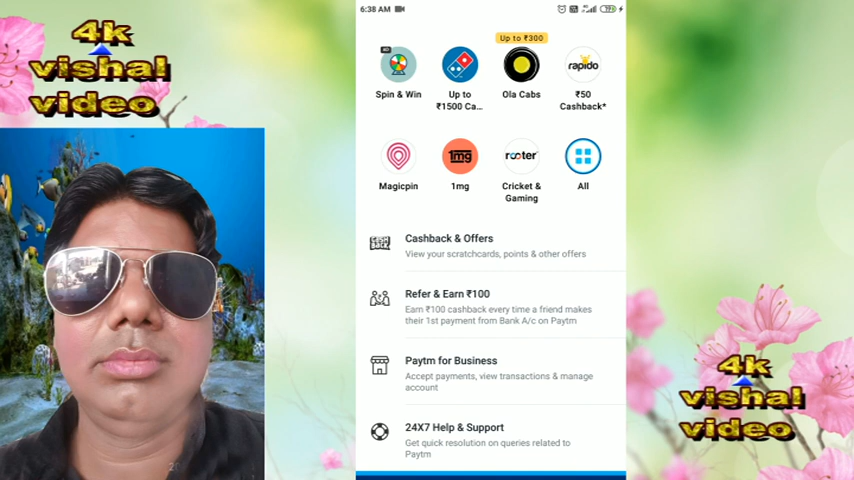 4k
vishal
video
6:38 AM
Up to ₹300
AD
rapido
Spin & Win
Up to
₹1500 Ca...
Ola Cabs
₹50
Cashback*
1mg
rooter
Magicpin
1mg
Cricket &
Gaming
All
Cashback & Offers
View your scratchcards, points & other offers
Refer & Earn ₹100
Earn ₹100 cashback every time a friend makes
their 1st payment from Bank A/c on Paytm
Paytm for Business
Accept payments, view transactions & manage
account
24X7 Help & Support
Get quick resolution on queries related to
Paytm
4k
vishal
video